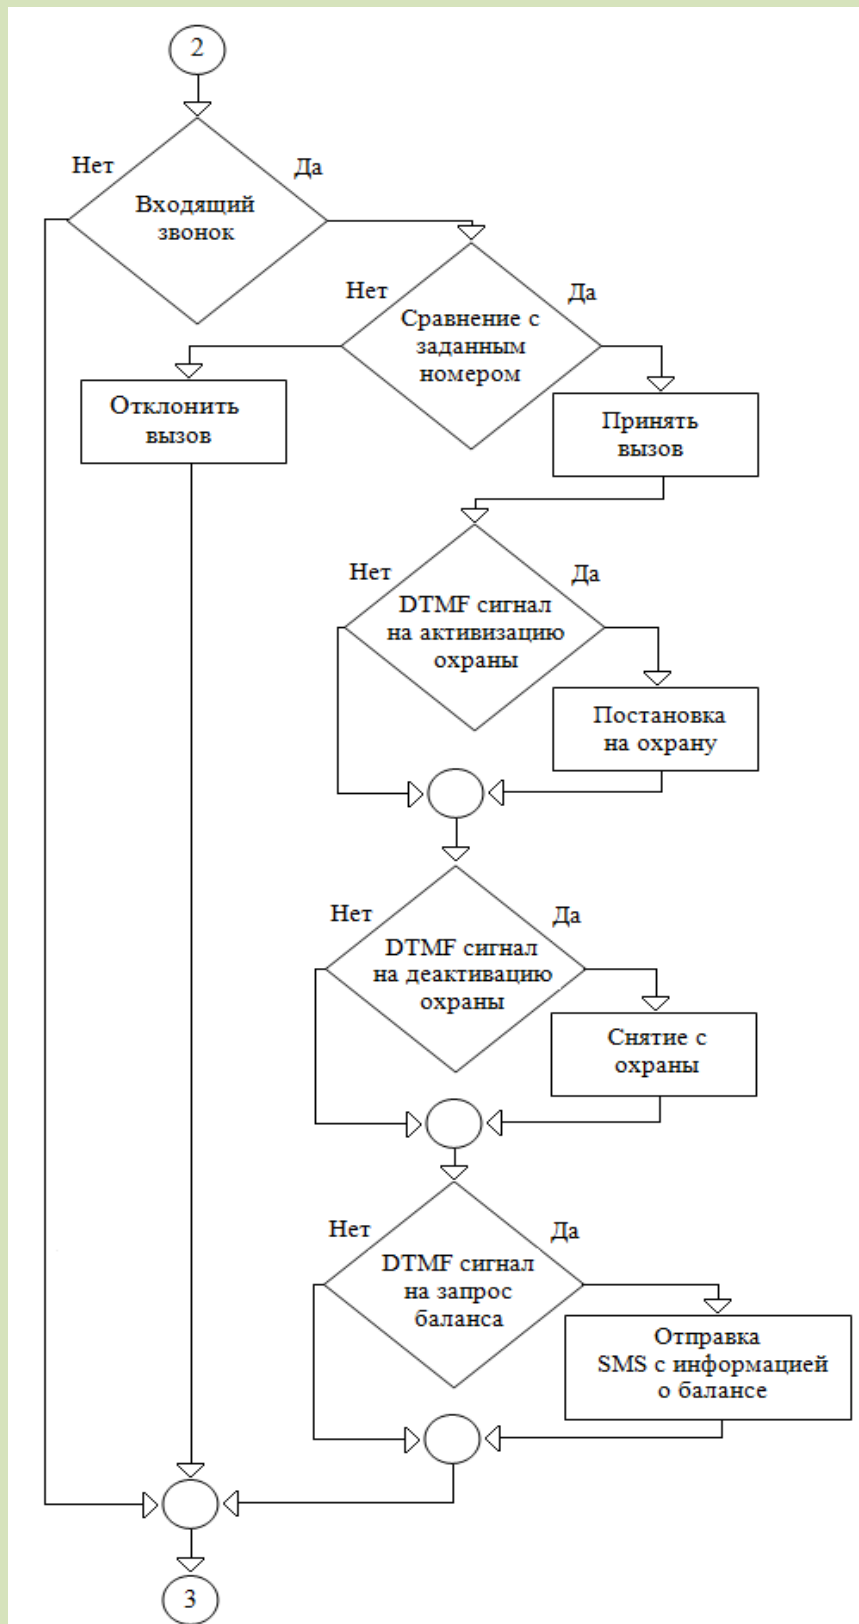 2
Нет
Да
Входящий
звонок
Нет
Да
Сравнение с
заданным
номером
Отклонить
вызов
Принять
вызов
Нет
Да
DTMF сигнал
на активизацию
охраны
Постановка
на охрану
Нет
Да
DTMF сигнал
на деактивацию
охраны
Снятие с
охраны
Нет
Да
DTMF сигнал
на запрос
баланса
Отправка
SMS с информацией
о балансе
3